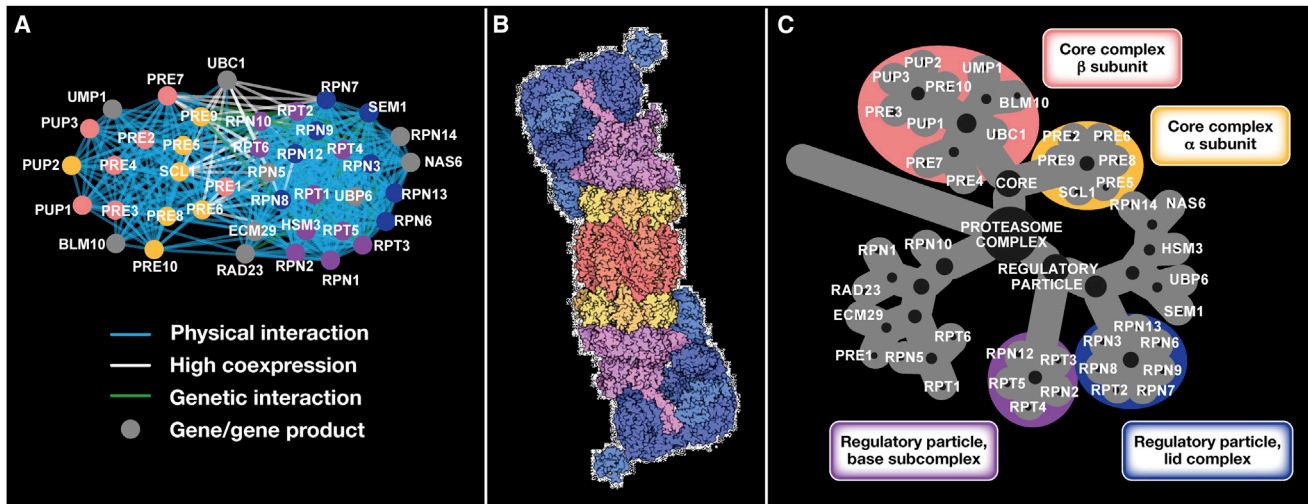 A
UBC1
PRE7
RPN7
UMP1
PRE9
RPT2
SEM1
RPN10
PUP3
PRE2
PRE5
RPN9
RPN14
RPT6
RPT4
PUP2
PRE4
SCL1
RPN12
RPN3
NAS6
RPN5
PRE1
RPT1
UBP6
RPN13
PUP1
PRE3
PRE8
PRE6
RPN8
RPN6
ECM29
HSM3
RPT5
BLM10
RPT3
PRE10
RAD23
RPN2
RPN1
Physical interaction
High coexpression
Genetic interaction
Gene/gene product
B
C
Core complex
β subunit
PUP2
UMP1
PUP3
PRE10
PRE3
BLM10
PUP1
UBC1
PRE7
PRE4
Core complex
α subunit
PRE2
PRE6
PRE9
PRE8
SCL1
PRE5
CORE
RPN14
NAS6
PROTEASOME
COMPLEX
HSM3
RPN1
RPN10
REGULATORY
PARTICLE
UBP6
RAD23
SEM1
ECM29
RPN13
RPT6
RPN12
RPN3
RPN6
PRE1
RPN5
RPT3
RPN8
RPN9
RPT1
RPT5
RPN2
RPT2
RPN7
RPT4
Regulatory particle,
base subcomplex
Regulatory particle,
lid complex